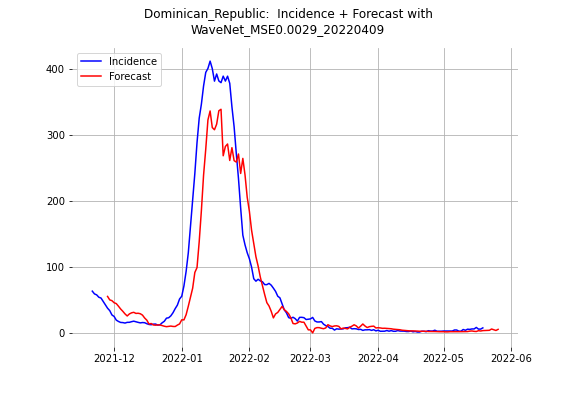 Dominican_Republic:  Incidence + Forecast with
WaveNet_MSE0.0029_20220409
Incidence
Forecast
400
300
200
100
0
2021-12 2022-01 2022-02 2022-03 2022-04 2022-05 2022-06